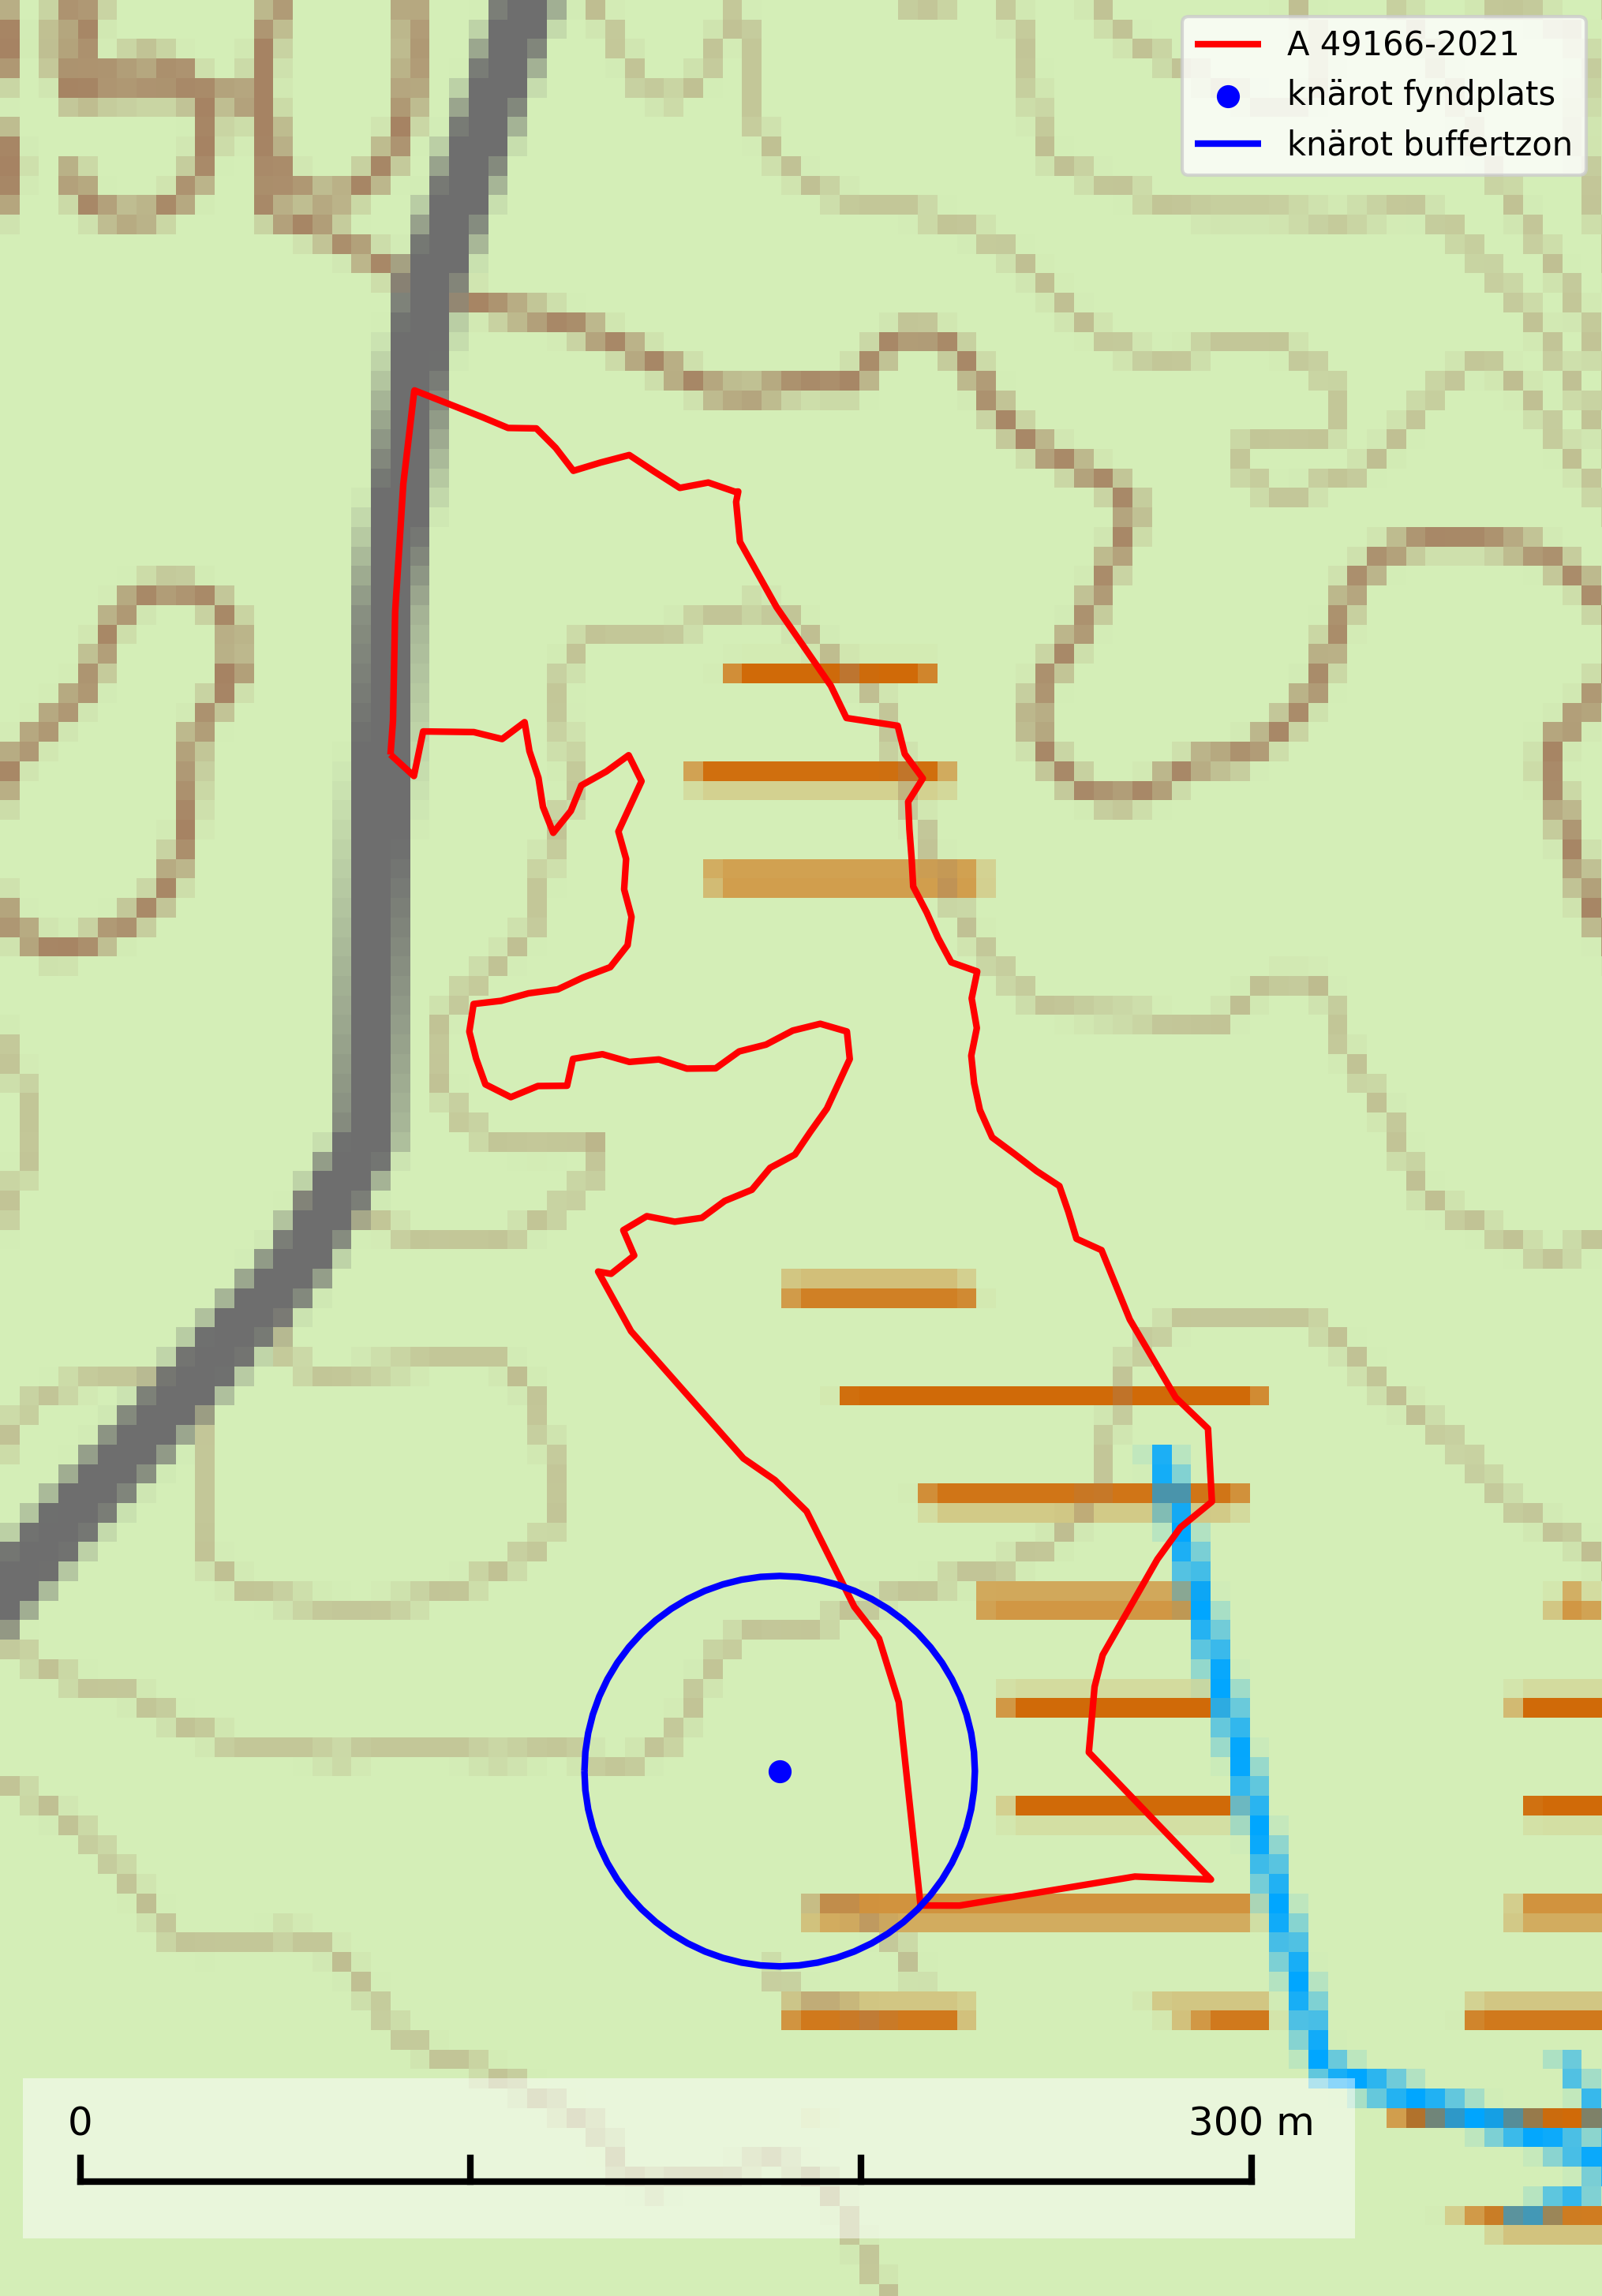 A 49166-2021
knärot fyndplats
knärot buffertzon
0
300 m